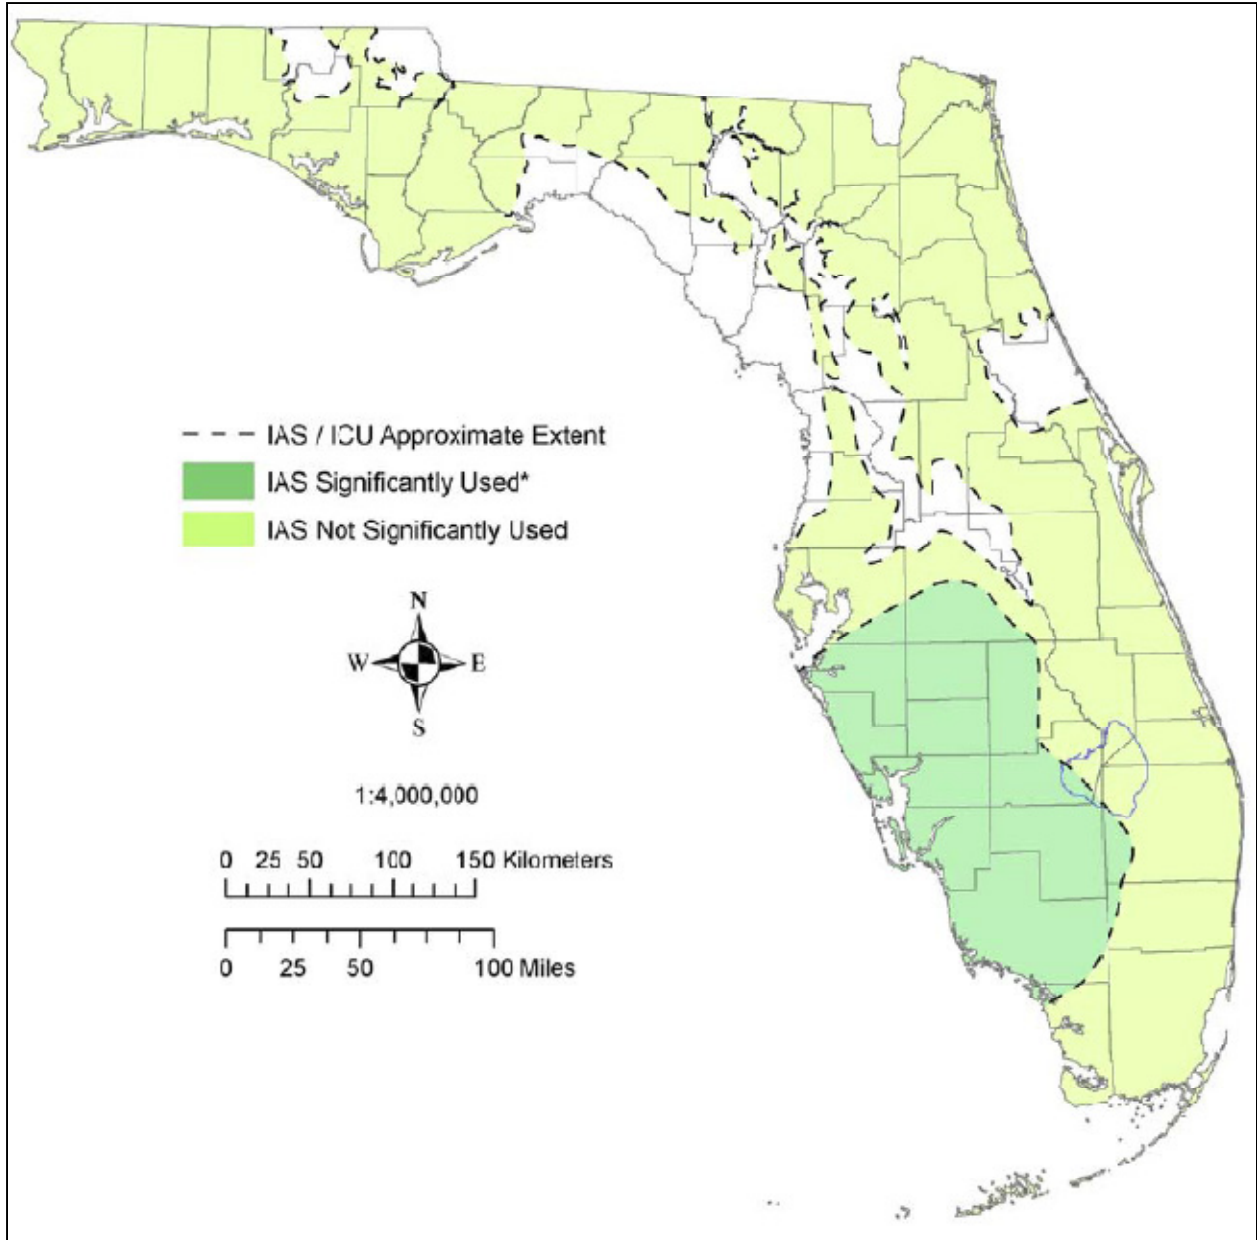 IAS / ICU Approximate Extent
IAS Significantly Used*
IAS Not Significantly Used
N
W E
S
1:4,000,000
0 25 50 100 150 Kilometers
0 25 50 100 Miles